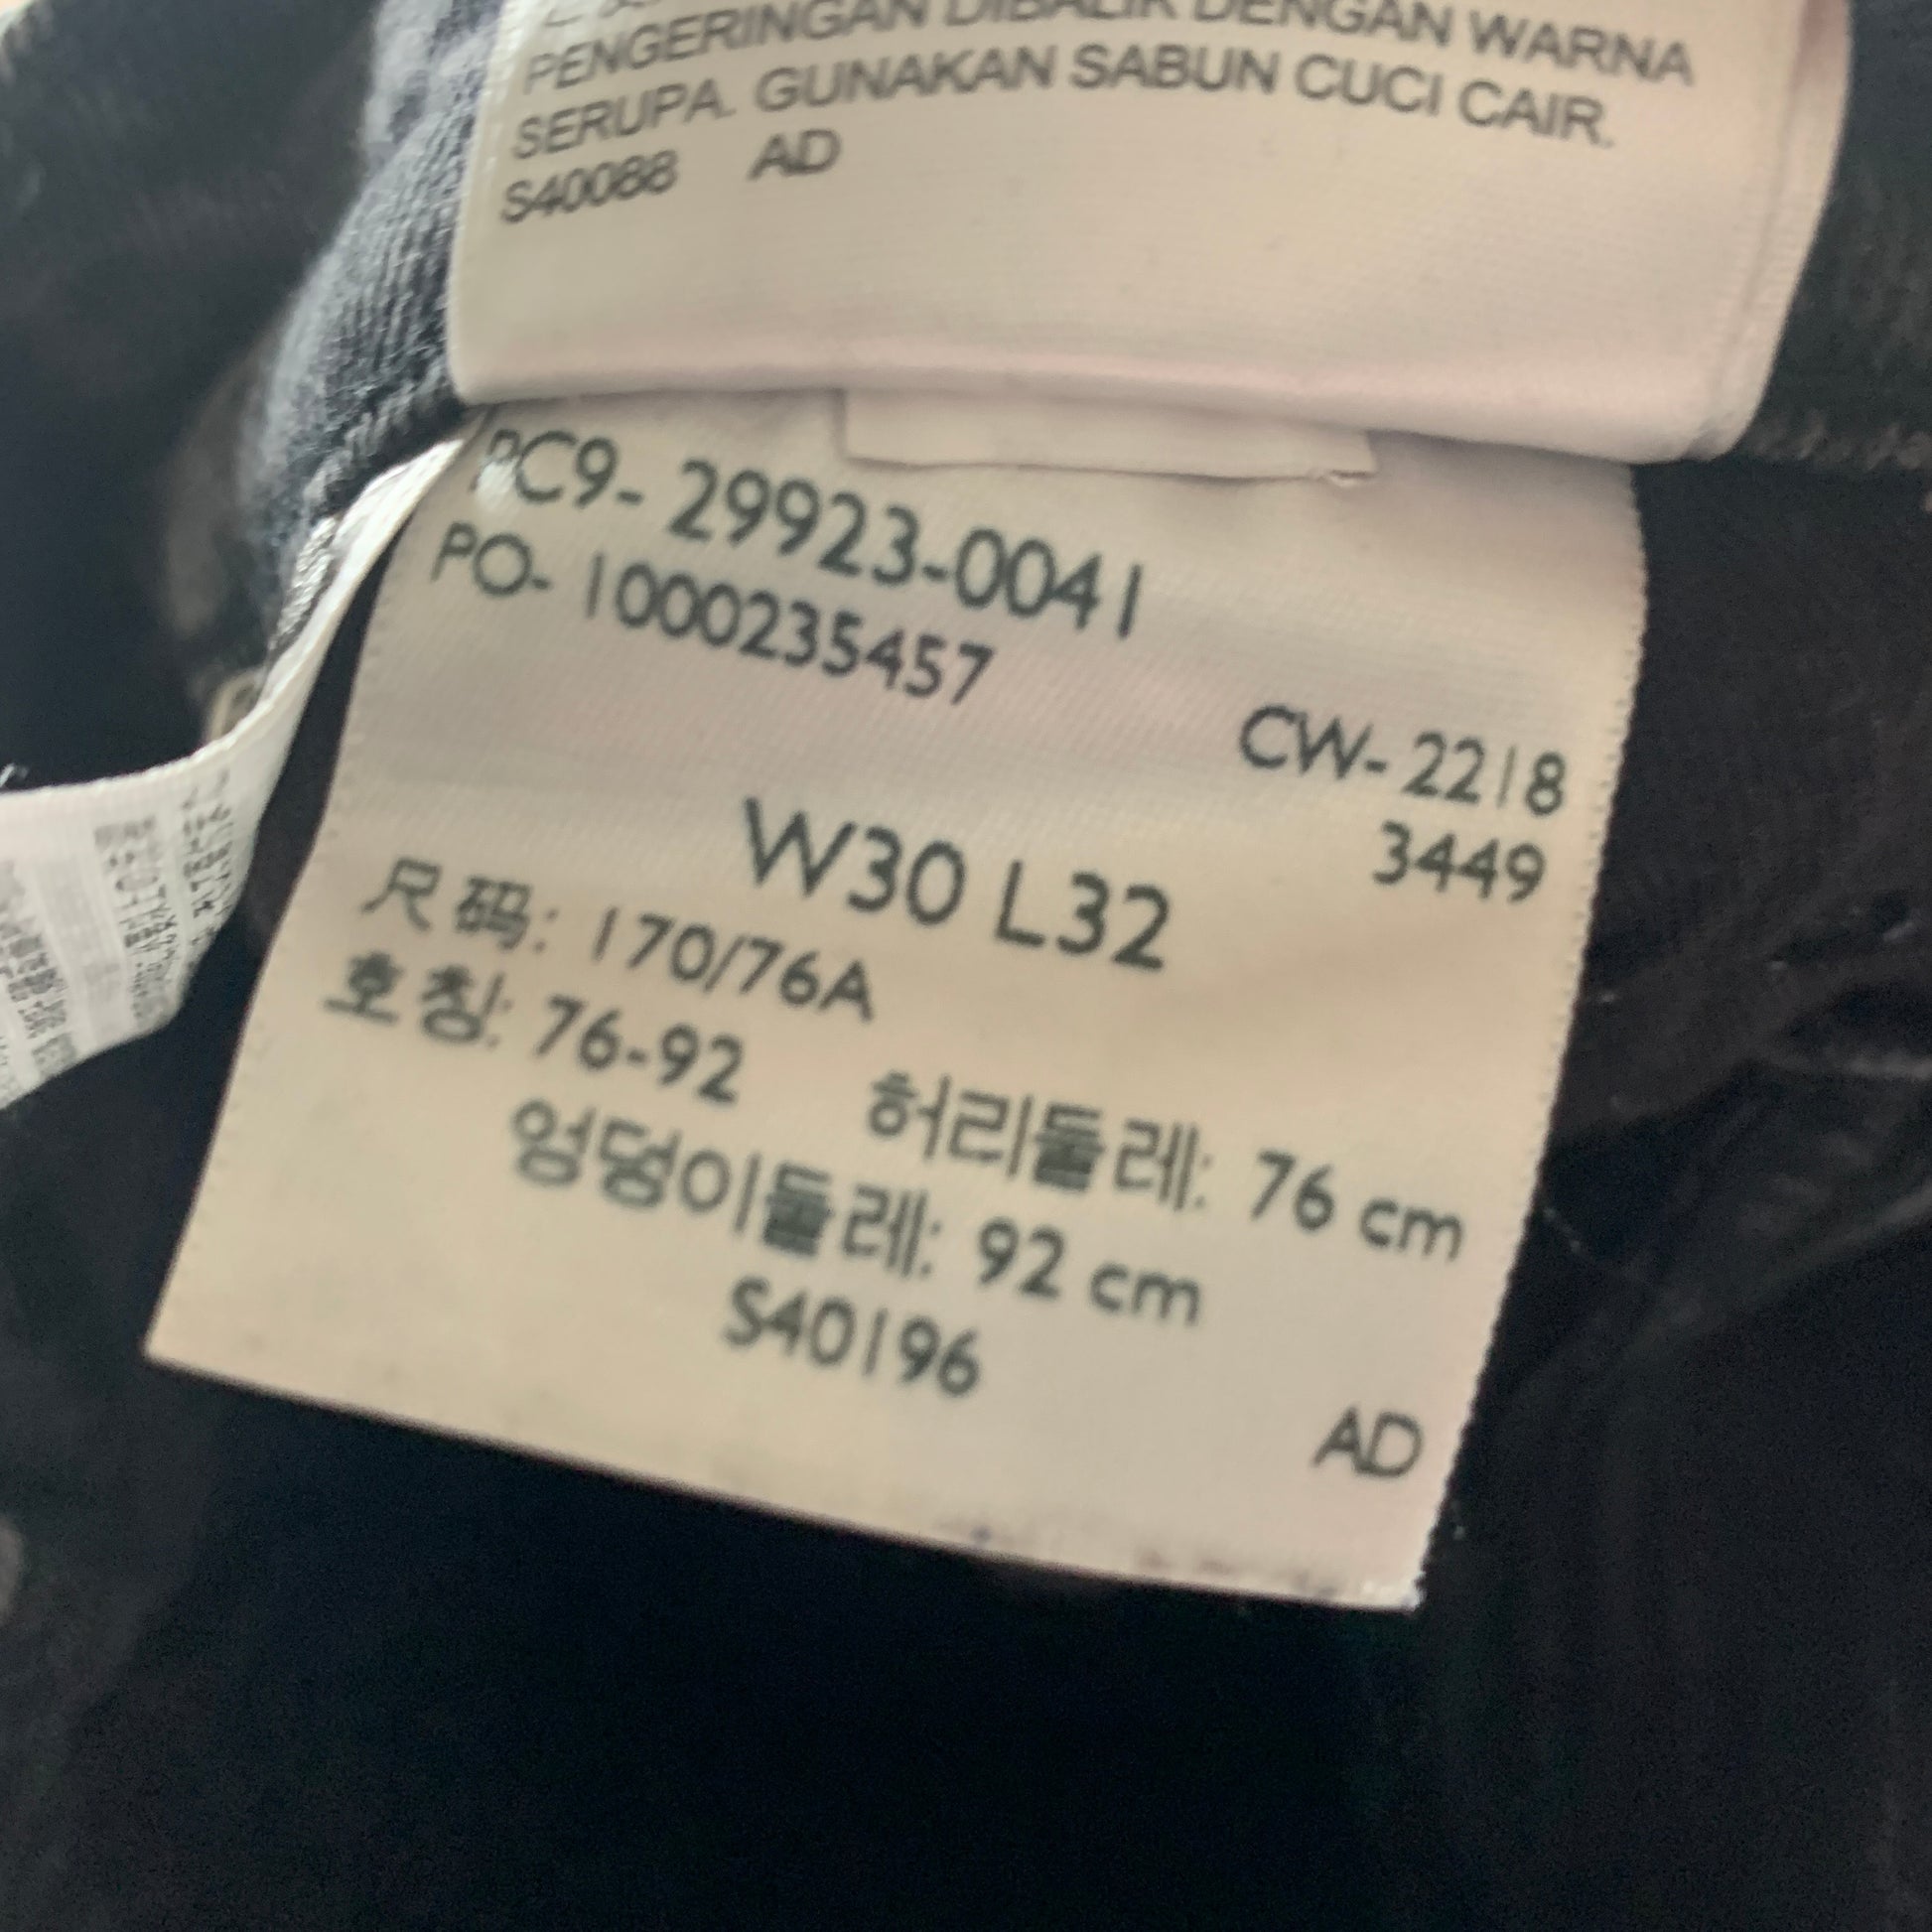 PENGERINGAN DIBALIK DENGAN WARNA
SERUPA. GUNAKAN SABUN CUCI CAIR.
S40088 AD
PC9- 29923-0041
PO- 1000235457
CW- 2218
3449
W30 L32
尺码: 170/76A
호칭: 76-92 허리둘레: 76 cm
엉덩이둘레: 92 cm
S40196
AD